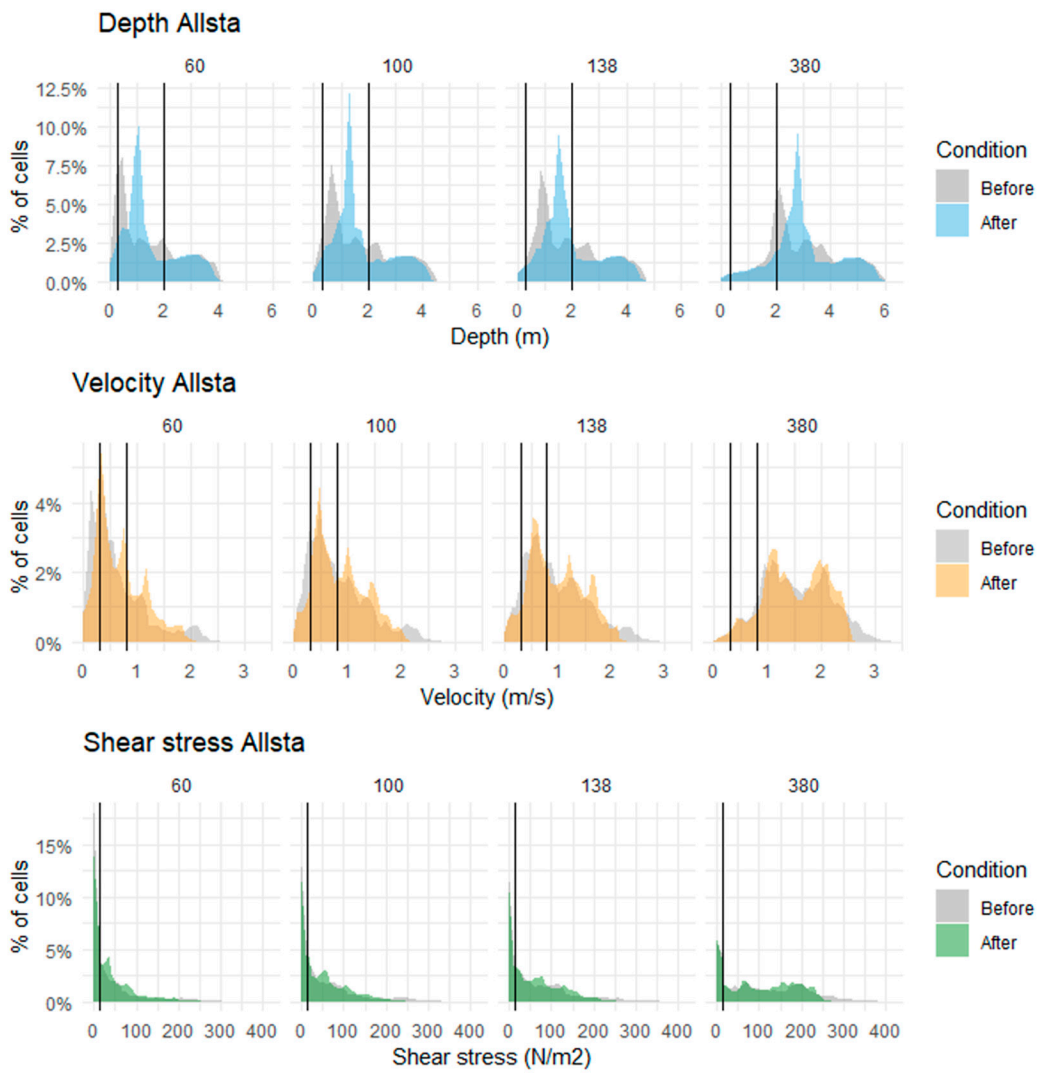 Depth Allsta
60 100 138 380
12.5%
10.0%
7.5%
5.0%
2.5%
0.0%
% of cells
0 2 4 6 0 2 4 6 0 2 4 6 0 2 4 6
Depth (m)
Condition
Before
After
Velocity Allsta
60 100 138 380
4%
2%
0%
% of cells
0 1 2 3 0 1 2 3 0 1 2 3 0 1 2 3
Velocity (m/s)
Condition
Before
After
Shear stress Allsta
60 100 138 380
15%
10%
5%
0%
% of cells
0 100 200 300 400 0 100 200 300 400 0 100 200 300 400 0 100 200 300 400
Shear stress (N/m2)
Condition
Before
After